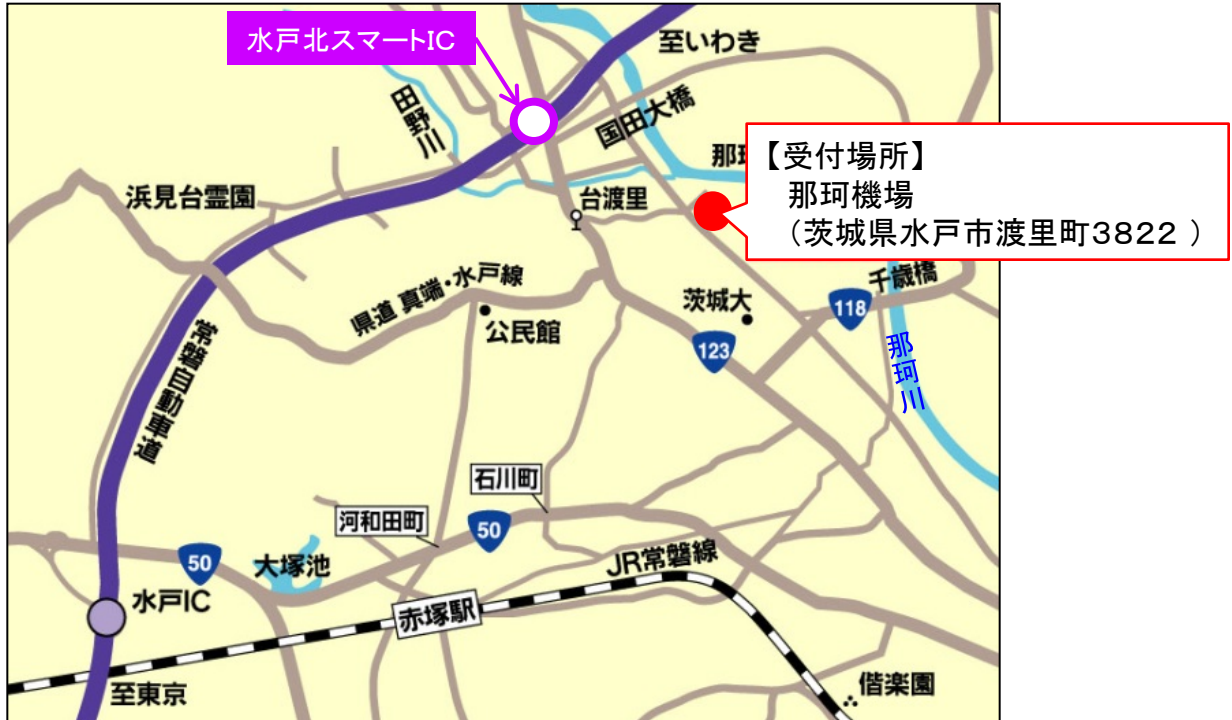 水戸北スマートIC
至いわき
田野川
国田大橋
那珂
【受付場所】
那珂機場
（茨城県水戸市渡里町3822 ）
浜見台霊園
台渡里
千歳橋
県道 真端・水戸線
茨城大
118
公民館
123
那珂川
常磐自動車道
石川町
河和田町
50
50
大塚池
JR常磐線
水戸IC
赤塚駅
至東京
偕楽園